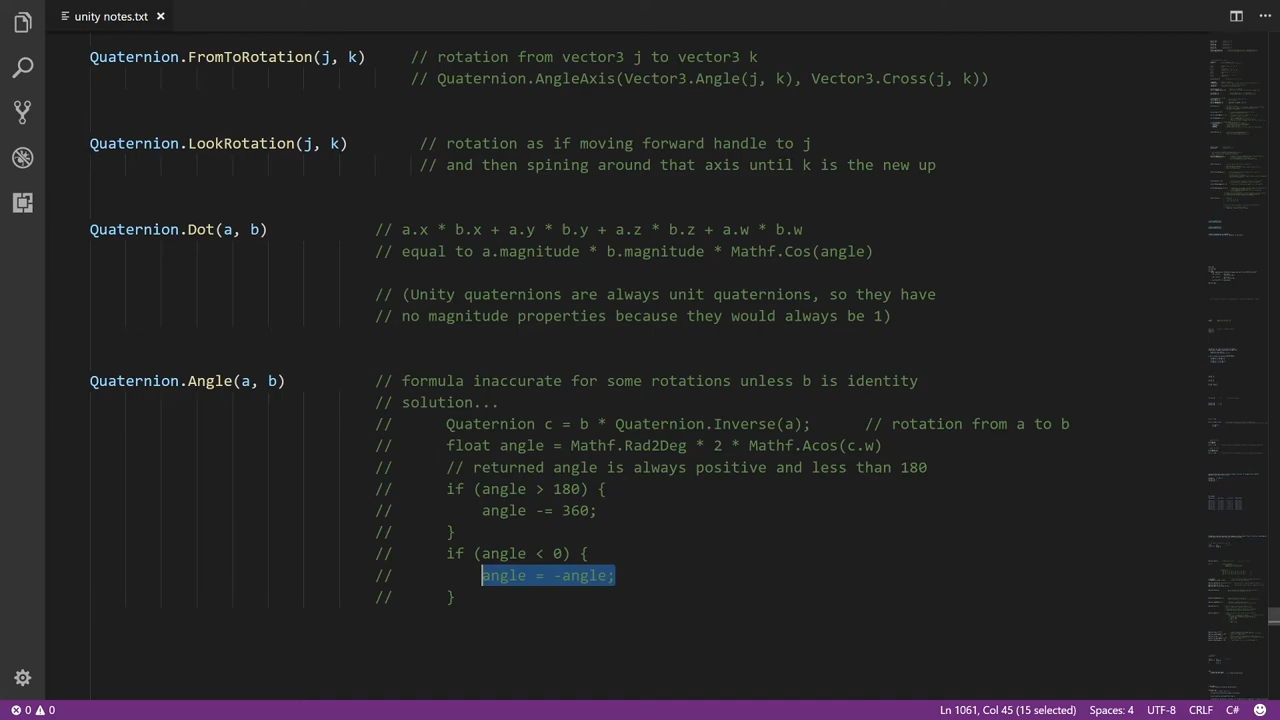 unity notes.txt
Quaternion.FromToRotation(j, k) // rotation from vector3 j to vector3 k
// Quaternion.AngleAxis(Vector3.Angle(j, k), Vector3.Cross(j, k))
Quaternion.LookRotation(j, k) // rotation as if moving forward handle to j
// and then spining around that axis until k is the new up
Quaternion.Dot(a, b) // a.x * b.x + a.y * b.y + a.z * b.z + a.w * b.w
// equal to a.magnitude * b.magnitude * Mathf.Cos(angle)
// (Unity quaternions are always unit quaternions, so they have
// no magnitude properties because they would always be 1)
Quaternion.Angle(a, b) // formula inaccurate for some rotations unless b is identity
// solution...
// Quaternion c = b * Quaternion.Inverse(a); // rotation from a to b
// float angle = Mathf.Rad2Deg * 2 * Mathf.Acos(c.w)
// // returned angle is always positive and less than 180
// if (angle > 180) {
// angle -= 360;
// }
// if (angle < 0) {
// angle = -angle;
//
0 0 Ln 1061, Col 45 (15 selected) Spaces: 4 UTF-8 CRLF C#